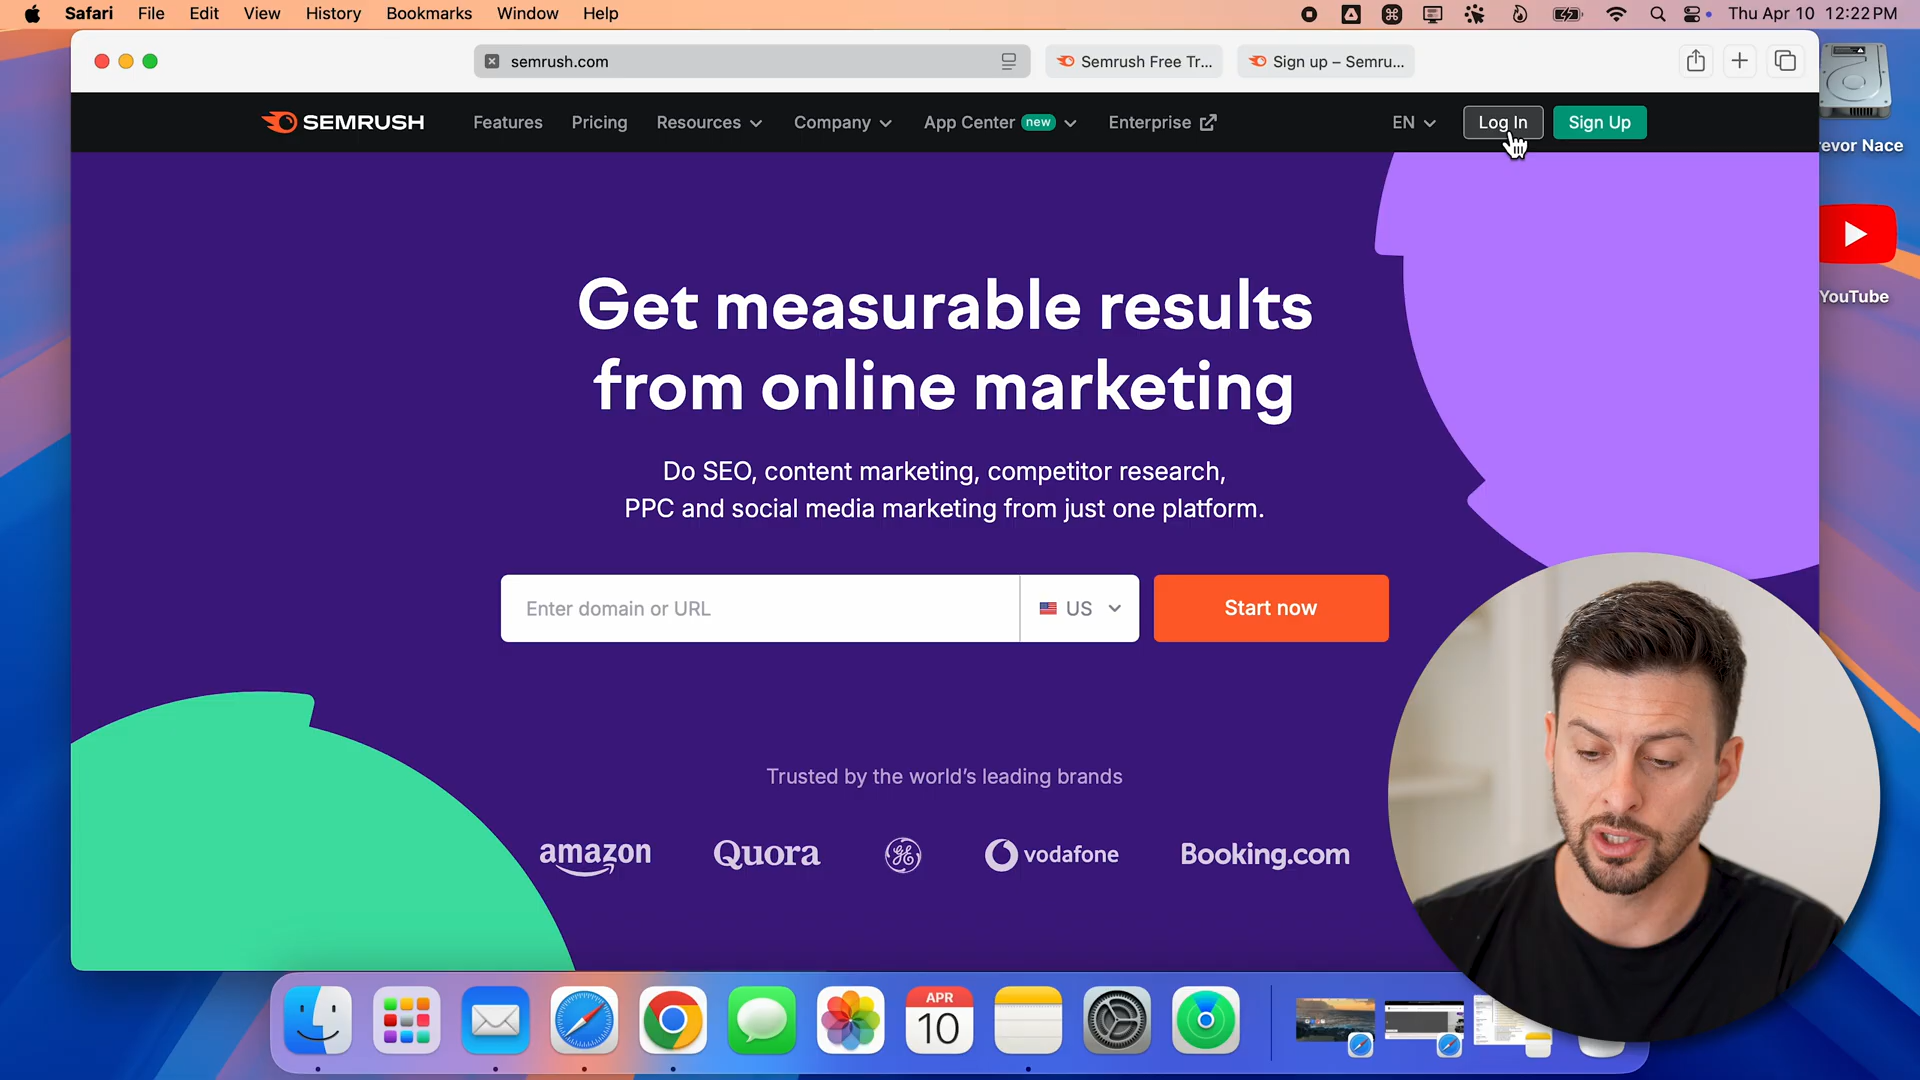 Safari File Edit View History Bookmarks Window Help
Thu Apr 10 12:22 PM
semrush.com
Semrush Free Tr...
Sign up – Semru...
SEMRUSH
Features
Pricing
Resources
Company
App Center new
Enterprise
EN
Log In
Sign Up
evor Nace
YouTube
Get measurable results
from online marketing
Do SEO, content marketing, competitor research,
PPC and social media marketing from just one platform.
Enter domain or URL
US
Start now
Trusted by the world's leading brands
amazon
Quora
GE
vodafone
Booking.com
APR
10